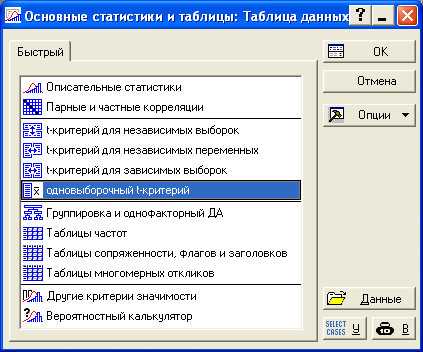 Основные статистики и таблицы: Таблица данных
Быстрый
Описательные статистики
Парные и частные корреляции
t-критерий для независимых выборок
t-критерий для независимых переменных
t-критерий для зависимых выборок
одновыборочный t-критерий
Группировка и однофакторный ДА
Таблицы частот
Таблицы сопряженности, флагов и заголовков
Таблицы многомерных откликов
Другие критерии значимости
Вероятностный калькулятор
OK
Отмена
Опции
Данные
SELECT
CASES
У
В